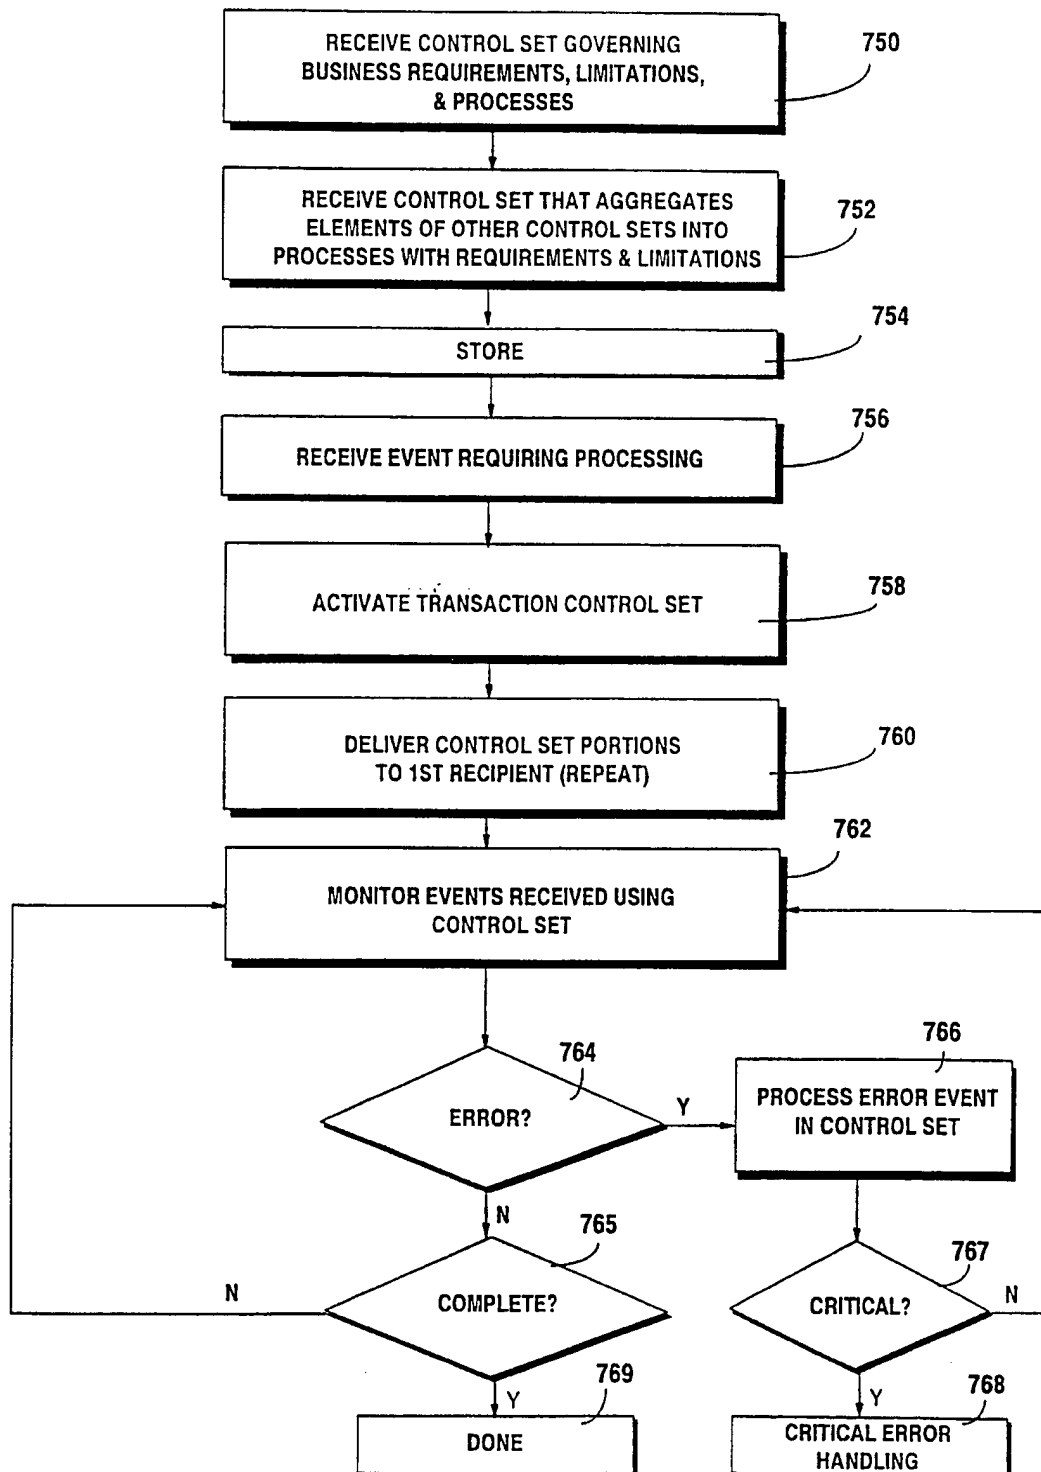 RECEIVE CONTROL SET GOVERNING
BUSINESS REQUIREMENTS, LIMITATIONS,
& PROCESSES
750
RECEIVE CONTROL SET THAT AGGREGATES
ELEMENTS OF OTHER CONTROL SETS INTO
PROCESSES WITH REQUIREMENTS & LIMITATIONS
752
STORE
754
RECEIVE EVENT REQUIRING PROCESSING
756
ACTIVATE TRANSACTION CONTROL SET
758
DELIVER CONTROL SET PORTIONS
TO 1ST RECIPIENT (REPEAT)
760
MONITOR EVENTS RECEIVED USING
CONTROL SET
762
ERROR?
764
Y
PROCESS ERROR EVENT
IN CONTROL SET
766
N
COMPLETE?
765
N
CRITICAL?
767
N
Y
DONE
769
Y
CRITICAL ERROR
HANDLING
768